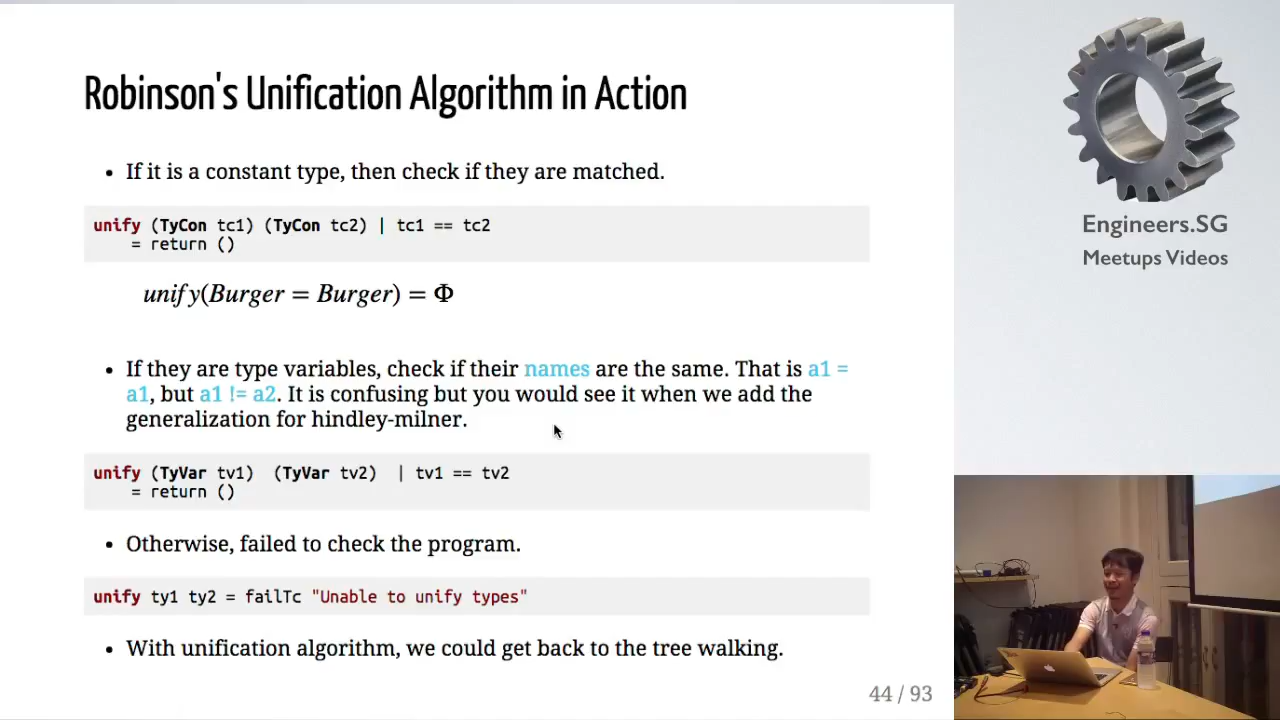 Robinson's Unification Algorithm in Action
• If it is a constant type, then check if they are matched.
unify (TyCon tc1) (TyCon tc2) | tc1 == tc2
= return ()
unify(Burger = Burger) = Φ
• If they are type variables, check if their names are the same. That is a1 =
a1, but a1 != a2. It is confusing but you would see it when we add the
generalization for hindley-milner.
unify (TyVar tv1)  (TyVar tv2)  | tv1 == tv2
= return ()
• Otherwise, failed to check the program.
unify ty1 ty2 = failTc "Unable to unify types"
• With unification algorithm, we could get back to the tree walking.
44 / 93
Engineers.SG
Meetups Videos